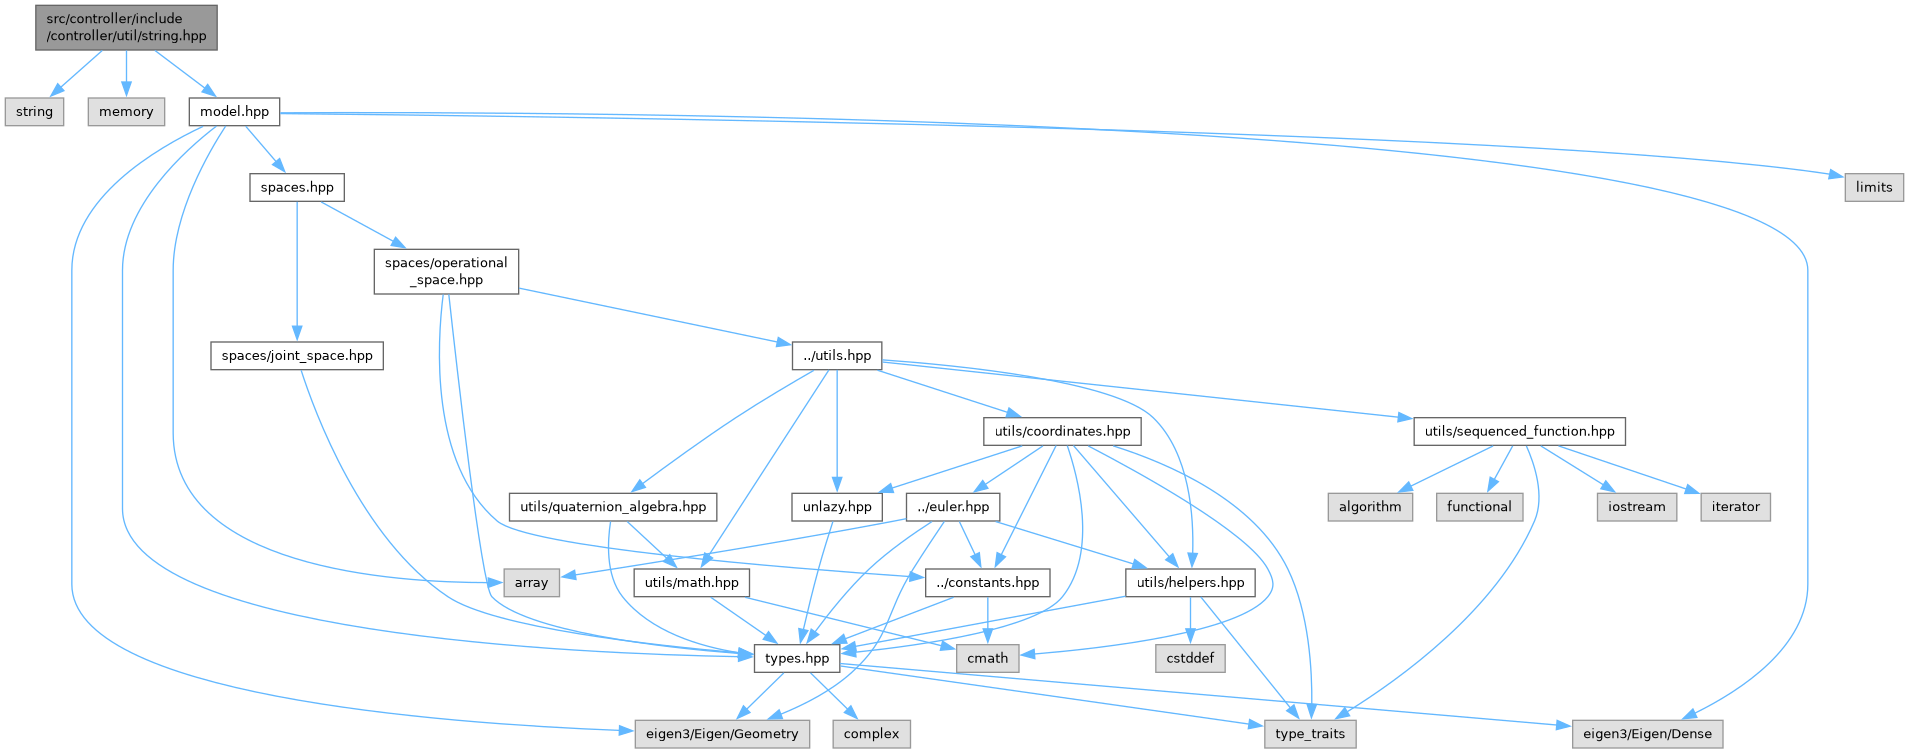 src/controller/include
/controller/util/string.hpp
string
memory
model.hpp
spaces.hpp
limits
spaces/operational
_space.hpp
spaces/joint_space.hpp
../utils.hpp
utils/coordinates.hpp
utils/sequenced_function.hpp
utils/quaternion_algebra.hpp
unlazy.hpp
../euler.hpp
algorithm
functional
iostream
iterator
array
utils/math.hpp
../constants.hpp
utils/helpers.hpp
types.hpp
cmath
cstddef
eigen3/Eigen/Geometry
complex
type_traits
eigen3/Eigen/Dense